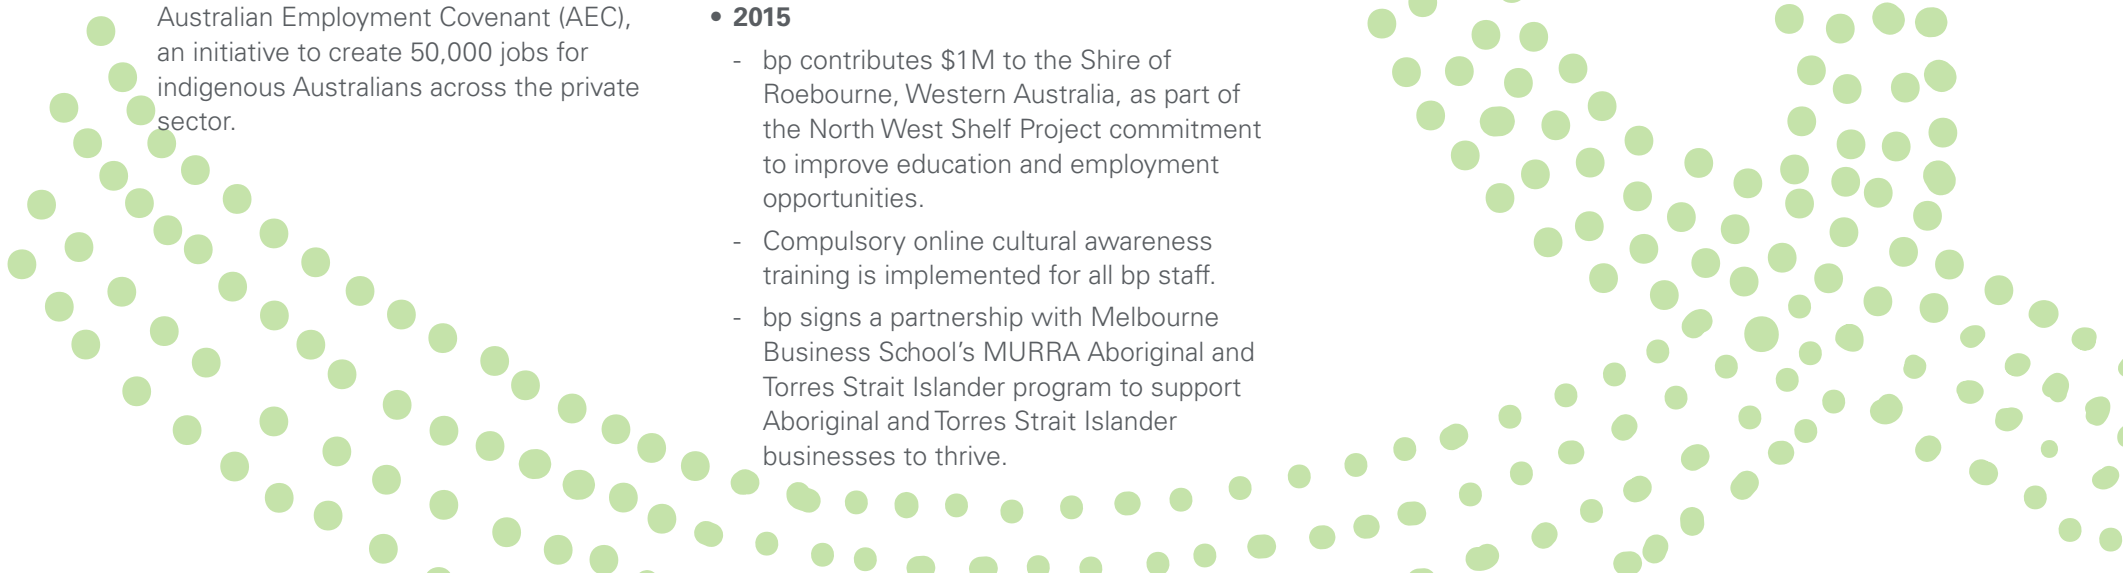 Australian Employment Covenant (AEC),
an initiative to create 50,000 jobs for
indigenous Australians across the private
sector.
• 2015
- bp contributes $1M to the Shire of
Roebourne, Western Australia, as part of
the North West Shelf Project commitment
to improve education and employment
opportunities.
- Compulsory online cultural awareness
training is implemented for all bp staff.
- bp signs a partnership with Melbourne
Business School’s MURRA Aboriginal and
Torres Strait Islander program to support
Aboriginal and Torres Strait Islander
businesses to thrive.